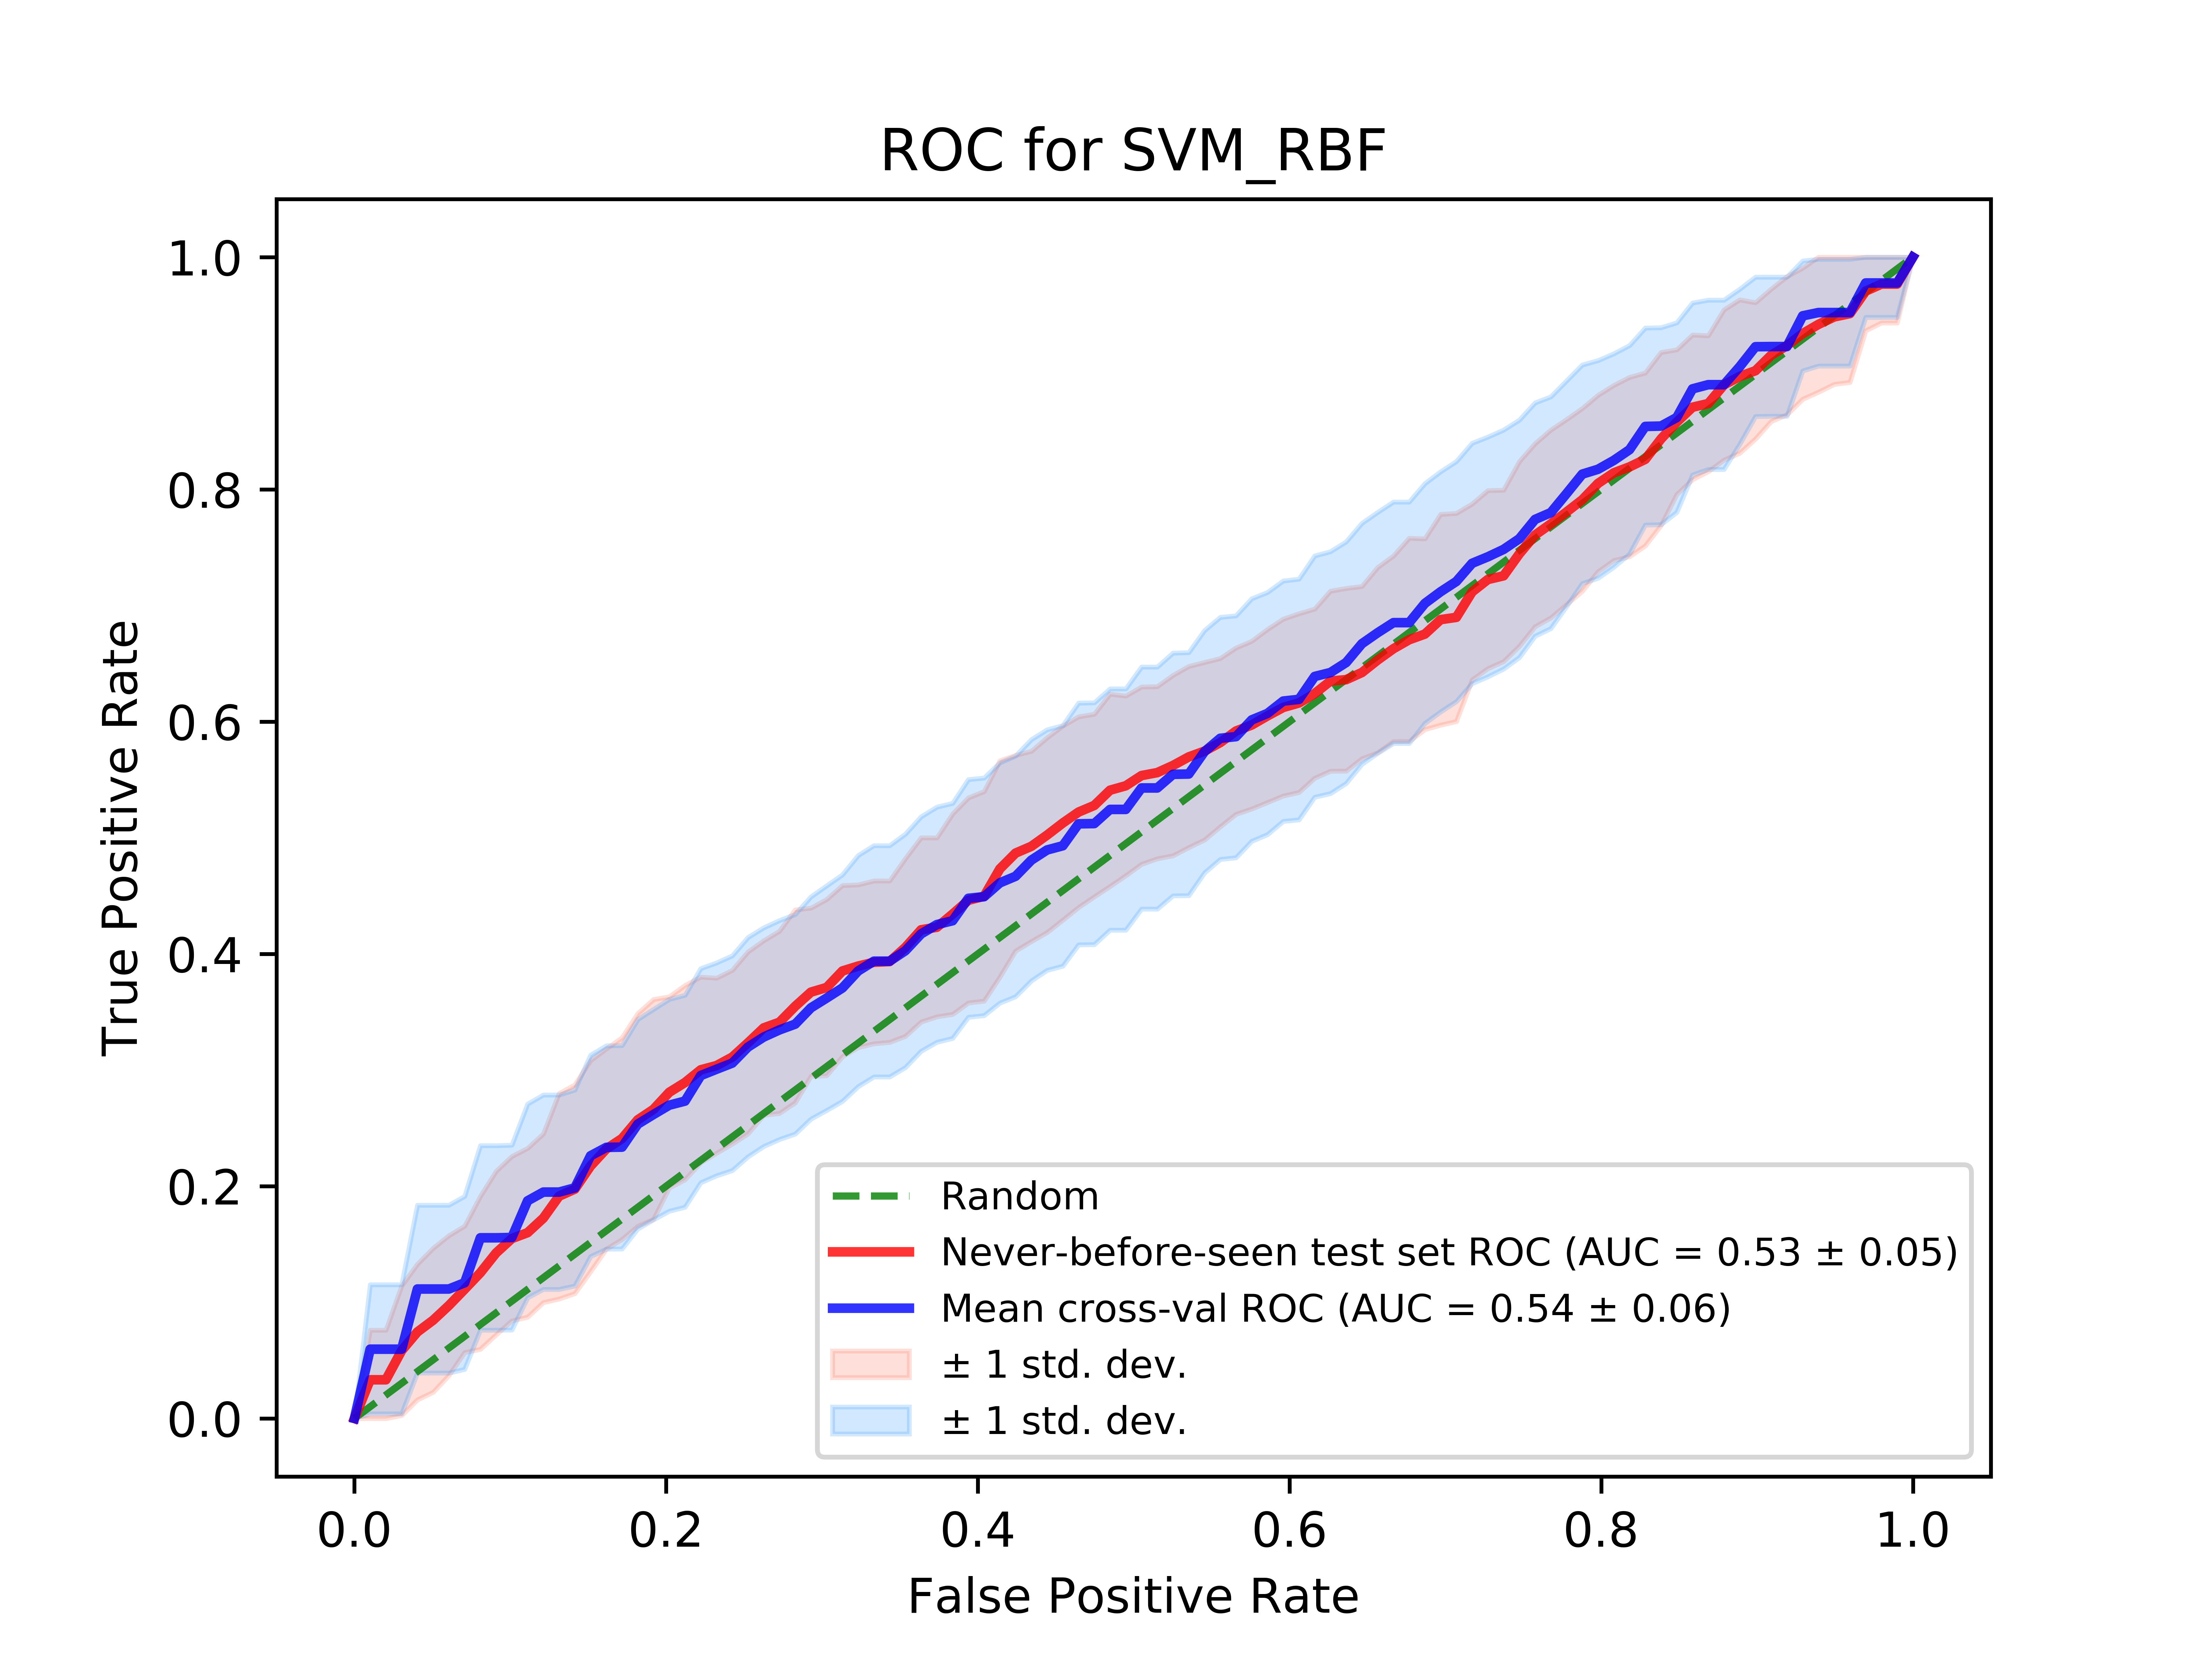 ROC for SVM_RBF
True Positive Rate
1.0
0.8
0.6
0.4
0.2
0.0
Random
Never-before-seen test set ROC (AUC = 0.53 ± 0.05)
Mean cross-val ROC (AUC = 0.54 ± 0.06)
± 1 std. dev.
± 1 std. dev.
0.0 0.2 0.4 0.6 0.8 1.0
False Positive Rate